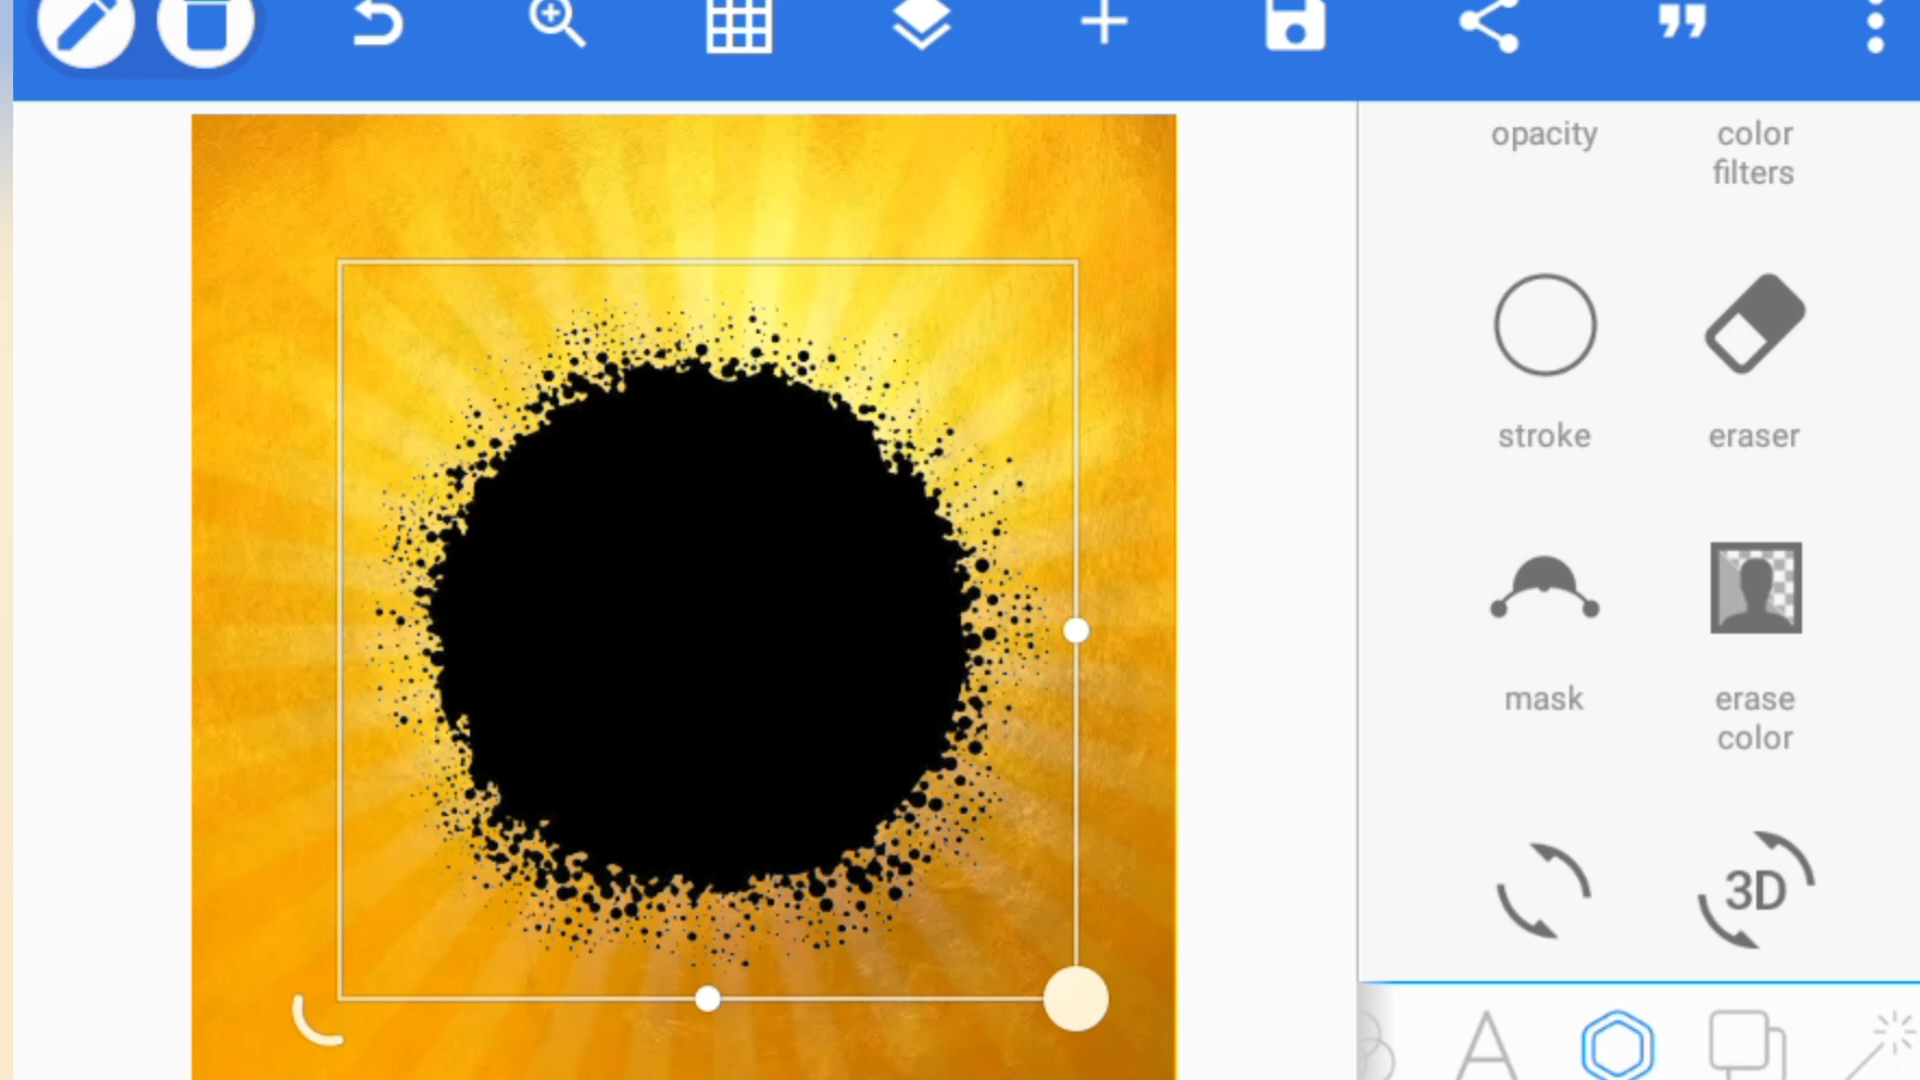 opacity
color
filters
stroke
eraser
mask
erase
color
3D
A